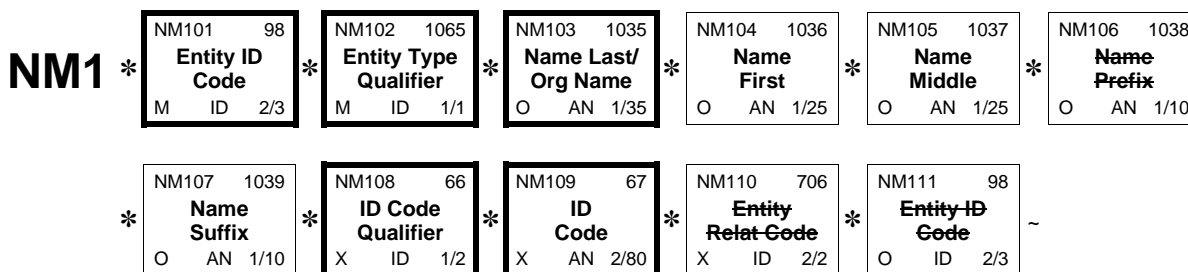 NM101 98 NM102 1065 NM103 1035 NM104 1036 NM105 1037 NM106 1038
NM1 * Entity ID Code * Entity Type Qualifier * Name Last/ Org Name * Name First * Name Middle * Name Prefix
M ID 2/3 M ID 1/1 O AN 1/35 O AN 1/25 O AN 1/25 O AN 1/10
NM107 1039 NM108 66 NM109 67 NM110 706 NM111 98
* Name Suffix * ID Code Qualifier * ID Code * Entity Relat Code * Entity ID Code ~
O AN 1/10 X ID 1/2 X AN 2/80 X ID 2/2 O ID 2/3